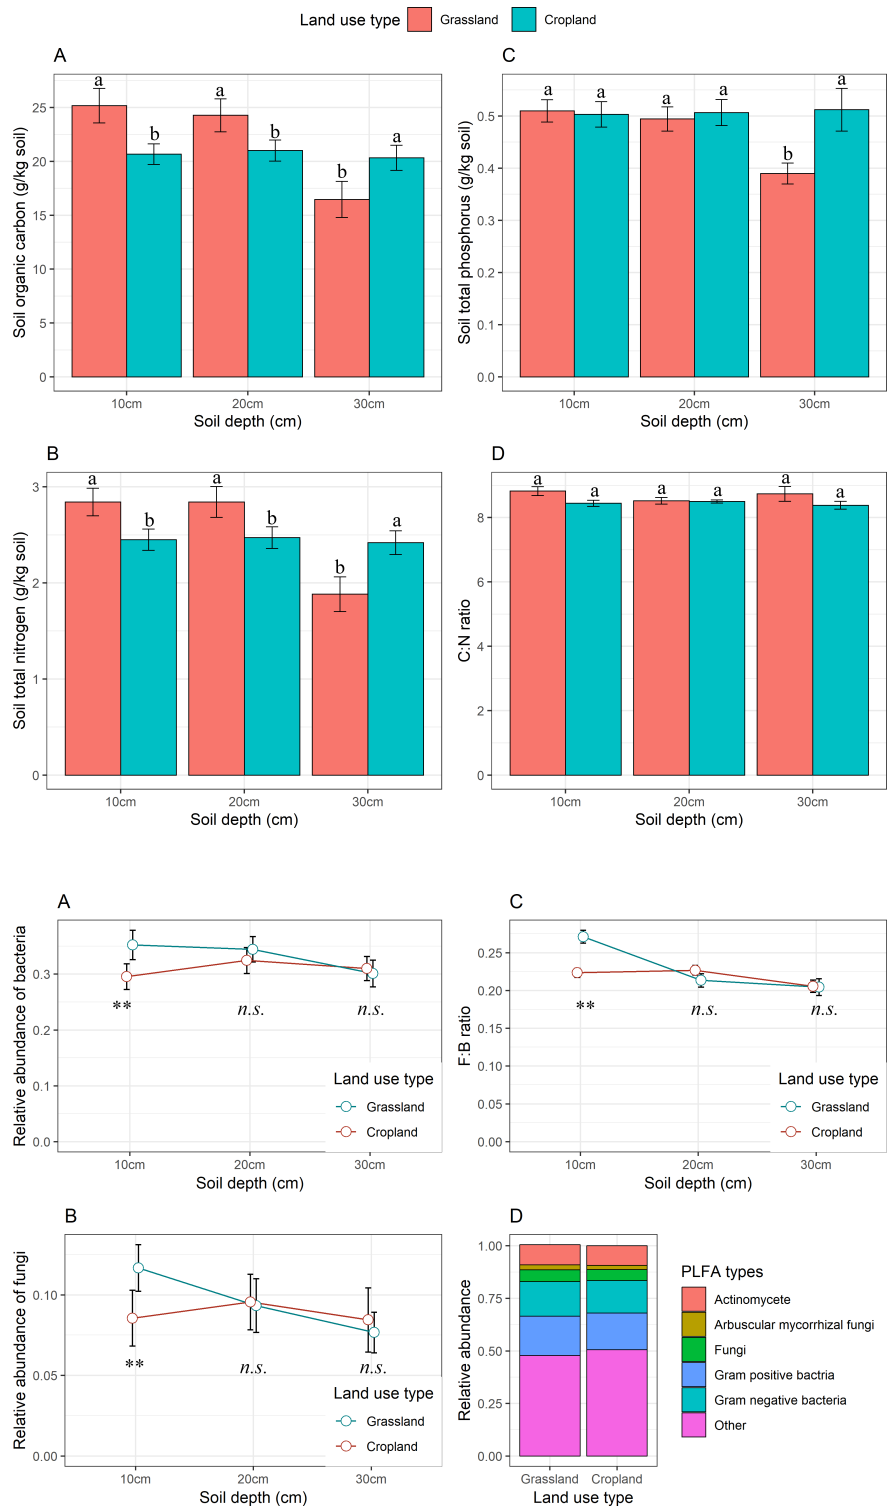 Land use type Grassland Cropland
A
a
a
b
b
b
a
25
20
15
10
5
0
Soil organic carbon (g/kg soil)
10cm 20cm 30cm
Soil depth (cm)
C
a a a a a
b
0.5
0.4
0.3
0.2
0.1
0.0
Soil total phosphorus (g/kg soil)
10cm 20cm 30cm
Soil depth (cm)
B
a a
b b a
b
3
2
1
0
Soil total nitrogen (g/kg soil)
10cm 20cm 30cm
Soil depth (cm)
D
a a a a a a
8
6
4
2
0
C:N ratio
10cm 20cm 30cm
Soil depth (cm)
A
0.3
0.2
0.1
0.0
Relative abundance of bacteria
** n.s. n.s.
Land use type
Grassland
Cropland
10cm 20cm 30cm
Soil depth (cm)
C
0.25
0.20
0.15
0.10
0.05
0.00
F:B ratio
** n.s. n.s.
Land use type
Grassland
Cropland
10cm 20cm 30cm
Soil depth (cm)
B
0.10
0.05
0.00
Relative abundance of fungi
** n.s. n.s.
Land use type
Grassland
Cropland
10cm 20cm 30cm
Soil depth (cm)
D
1.00
0.75
0.50
0.25
0.00
Relative abundance
Grassland Cropland
Land use type
PLFA types
Actinomycete
Arbuscular mycorrhizal fungi
Fungi
Gram positive bactria
Gram negative bacteria
Other